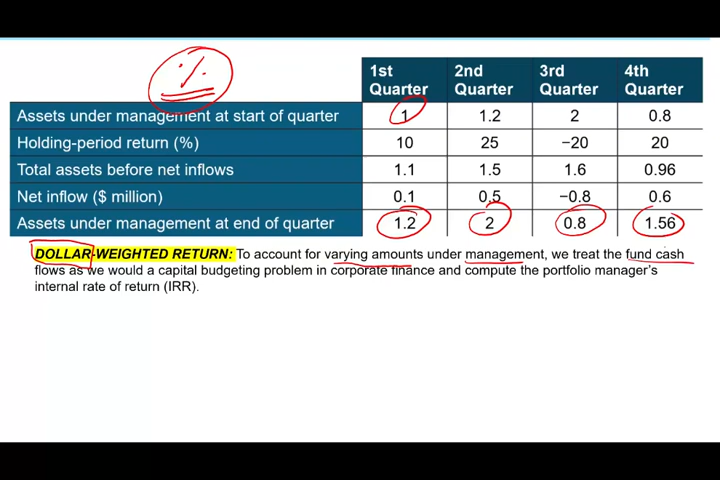 %
1st Quarter 2nd Quarter 3rd Quarter 4th Quarter
Assets under management at start of quarter 1 1.2 2 0.8
Holding-period return (%) 10 25 −20 20
Total assets before net inflows 1.1 1.5 1.6 0.96
Net inflow ($ million) 0.1 0.5 −0.8 0.6
Assets under management at end of quarter 1.2 2 0.8 1.56
DOLLAR-WEIGHTED RETURN: To account for varying amounts under management, we treat the fund cash
flows as we would a capital budgeting problem in corporate finance and compute the portfolio manager's
internal rate of return (IRR).